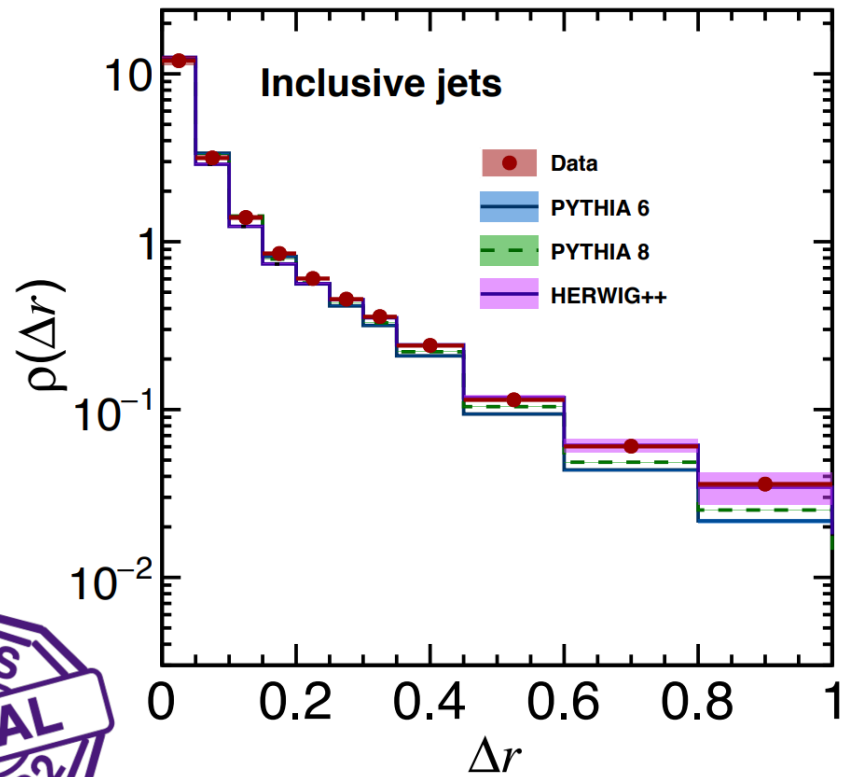 Inclusive jets
Data
PYTHIA 6
PYTHIA 8
HERWIG++
ρ(Δr)
10
1
10⁻¹
10⁻²
0 0.2 0.4 0.6 0.8 1
Δr
S
AL